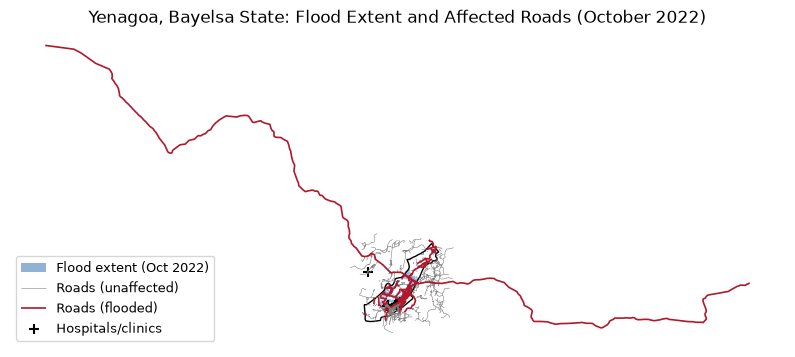 Yenagoa, Bayelsa State: Flood Extent and Affected Roads (October 2022)
Flood extent (Oct 2022)
Roads (unaffected)
Roads (flooded)
Hospitals/clinics